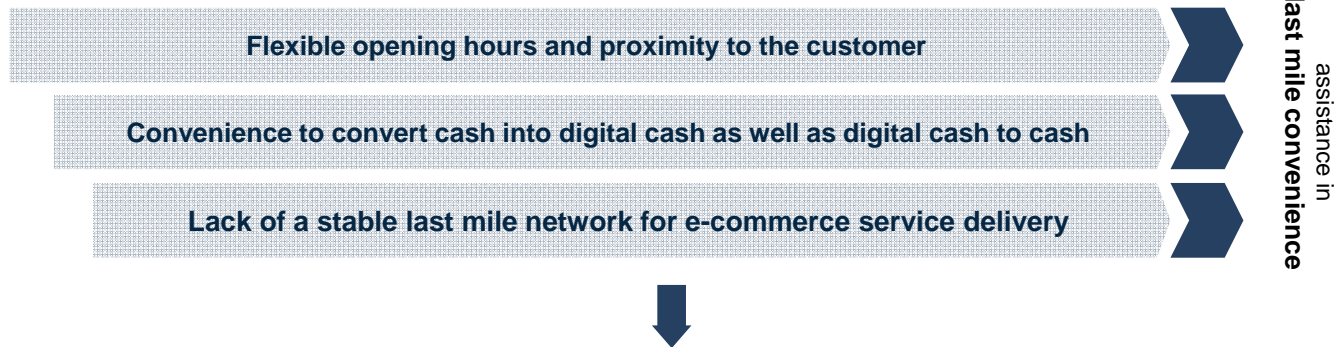 Flexible opening hours and proximity to the customer
Convenience to convert cash into digital cash as well as digital cash to cash
Lack of a stable last mile network for e-commerce service delivery
assistance in
last mile convenience